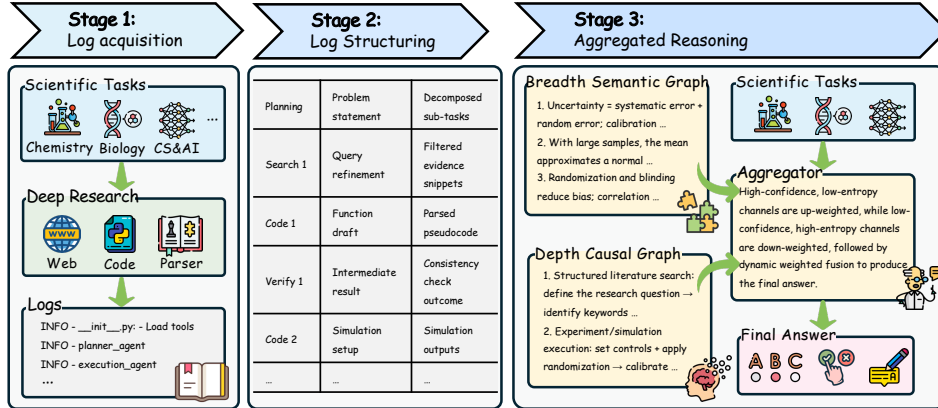 Stage 1:
Log acquisition
Stage 2:
Log Structuring
Stage 3:
Aggregated Reasoning
Scientific Tasks
Chemistry Biology CS&AI ...
Deep Research
WWW
Web Code Parser
Logs
INFO - __init__.py: - Load tools
INFO - planner_agent
INFO - execution_agent
...
Planning
Problem
statement
Decomposed
sub-tasks
Search 1
Query
refinement
Filtered
evidence
snippets
Code 1
Function
draft
Parsed
pseudocode
Verify 1
Intermediate
result
Consistency
check
outcome
Code 2
Simulation
setup
Simulation
outputs
... ... ...
Breadth Semantic Graph
1. Uncertainty = systematic error +
random error; calibration ...
2. With large samples, the mean
approximates a normal ...
3. Randomization and blinding
reduce bias; correlation ...
Depth Causal Graph
1. Structured literature search:
define the research question →
identify keywords ...
2. Experiment/simulation
execution: set controls + apply
randomization → calibrate ...
Scientific Tasks
Aggregator
High-confidence, low-entropy
channels are up-weighted, while low-
confidence, high-entropy channels
are down-weighted, followed by
dynamic weighted fusion to produce
the final answer.
Final Answer
A B C
A